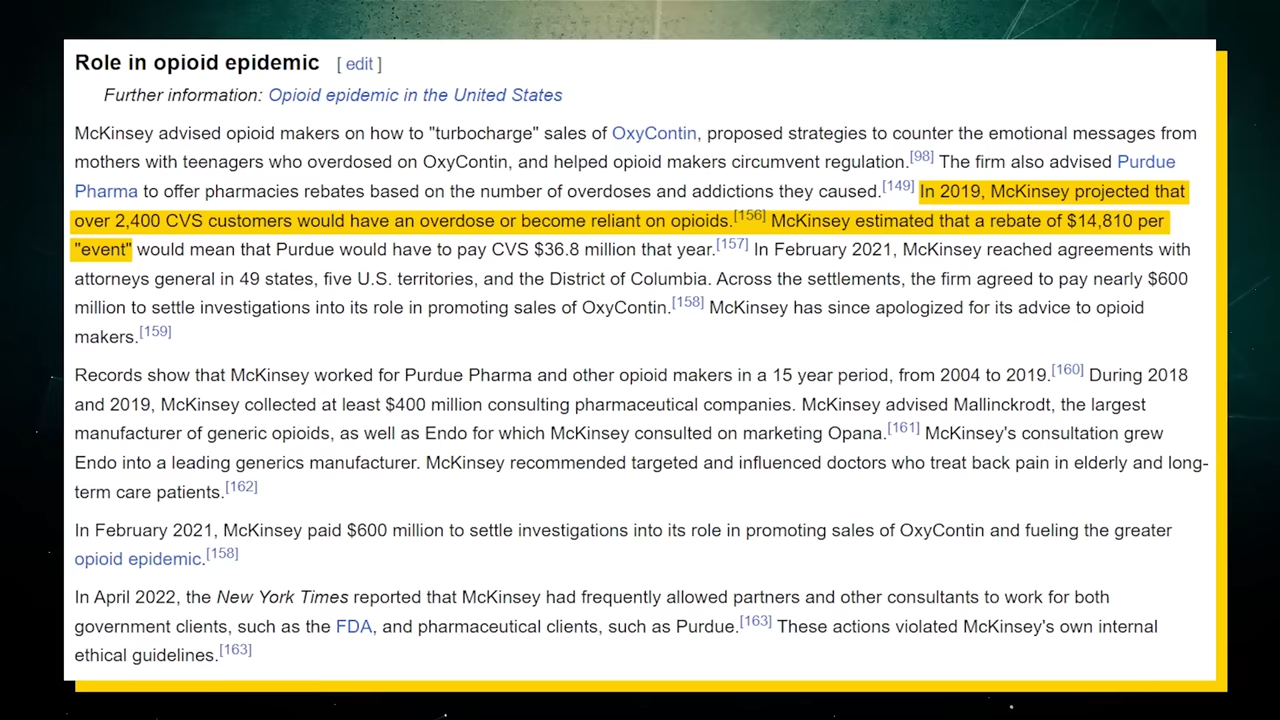 Role in opioid epidemic [ edit ]
Further information: Opioid epidemic in the United States
McKinsey advised opioid makers on how to "turbocharge" sales of OxyContin, proposed strategies to counter the emotional messages from
mothers with teenagers who overdosed on OxyContin, and helped opioid makers circumvent regulation.[98] The firm also advised Purdue
Pharma to offer pharmacies rebates based on the number of overdoses and addictions they caused.[149] In 2019, McKinsey projected that
over 2,400 CVS customers would have an overdose or become reliant on opioids.[156] McKinsey estimated that a rebate of $14,810 per
"event" would mean that Purdue would have to pay CVS $36.8 million that year.[157] In February 2021, McKinsey reached agreements with
attorneys general in 49 states, five U.S. territories, and the District of Columbia. Across the settlements, the firm agreed to pay nearly $600
million to settle investigations into its role in promoting sales of OxyContin.[158] McKinsey has since apologized for its advice to opioid
makers.[159]
Records show that McKinsey worked for Purdue Pharma and other opioid makers in a 15 year period, from 2004 to 2019.[160] During 2018
and 2019, McKinsey collected at least $400 million consulting pharmaceutical companies. McKinsey advised Mallinckrodt, the largest
manufacturer of generic opioids, as well as Endo for which McKinsey consulted on marketing Opana.[161] McKinsey's consultation grew
Endo into a leading generics manufacturer. McKinsey recommended targeted and influenced doctors who treat back pain in elderly and long-
term care patients.[162]
In February 2021, McKinsey paid $600 million to settle investigations into its role in promoting sales of OxyContin and fueling the greater
opioid epidemic.[158]
In April 2022, the New York Times reported that McKinsey had frequently allowed partners and other consultants to work for both
government clients, such as the FDA, and pharmaceutical clients, such as Purdue.[163] These actions violated McKinsey's own internal
ethical guidelines.[163]